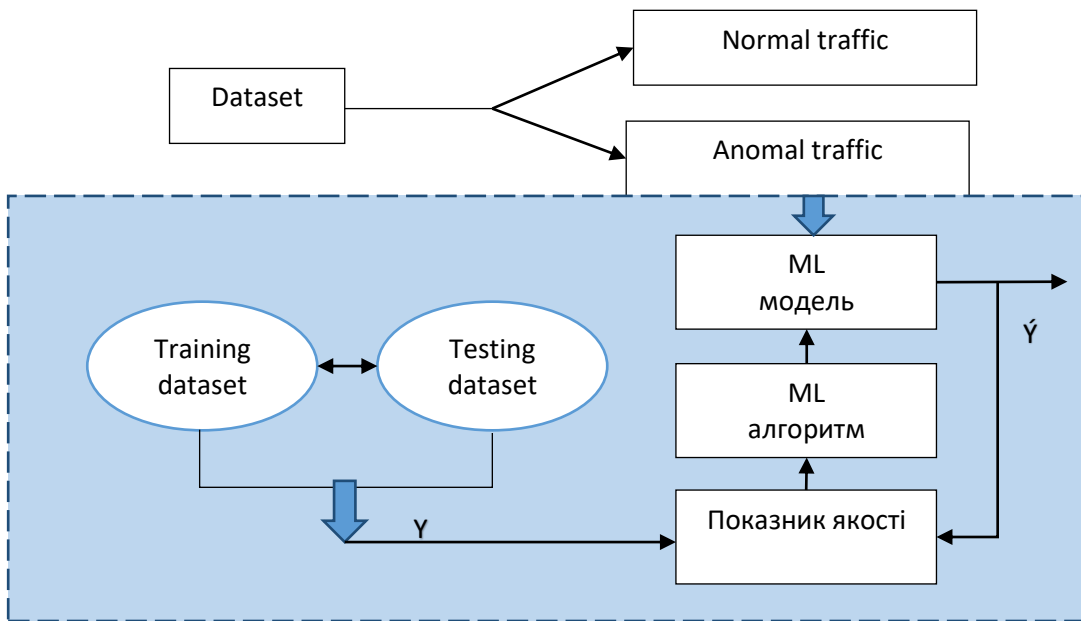 Normal traffic
Dataset
Anomal traffic
ML
модель
Ý
Training
dataset
Testing
dataset
ML
алгоритм
Y
Показник якості